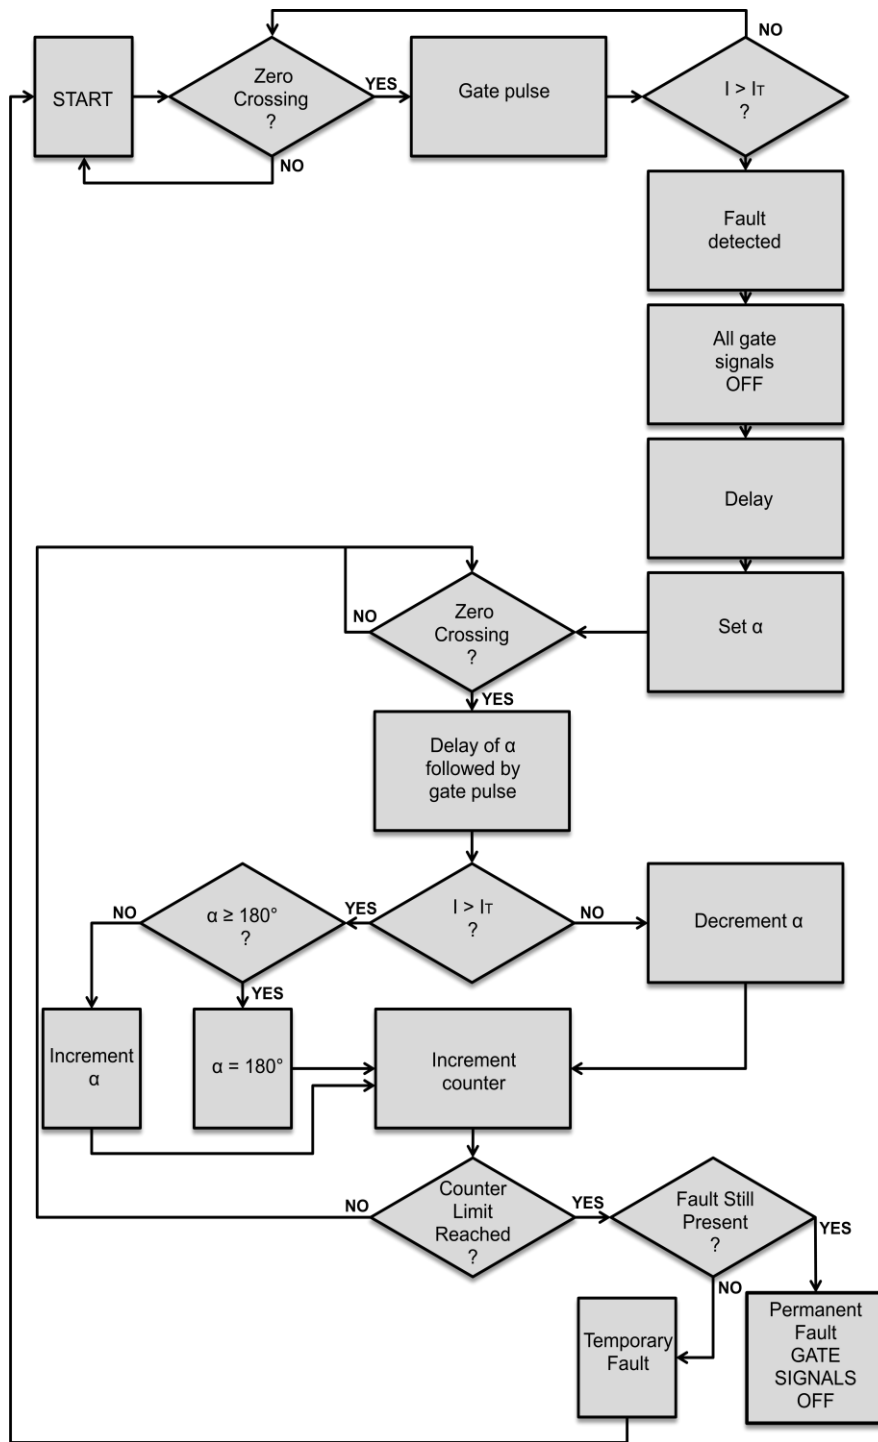 NO
START
Zero
Crossing
?
YES
Gate pulse
I > IT
?
NO
Fault
detected
All gate
signals
OFF
Delay
Set α
Zero
Crossing
?
NO
YES
Delay of α
followed by
gate pulse
I > IT
?
YES
NO
α ≥ 180°
?
NO
YES
Decrement α
Increment
α
α = 180°
Increment
counter
Counter
Limit
Reached
?
NO
YES
Fault Still
Present
?
YES
NO
Temporary
Fault
Permanent
Fault
GATE
SIGNALS
OFF